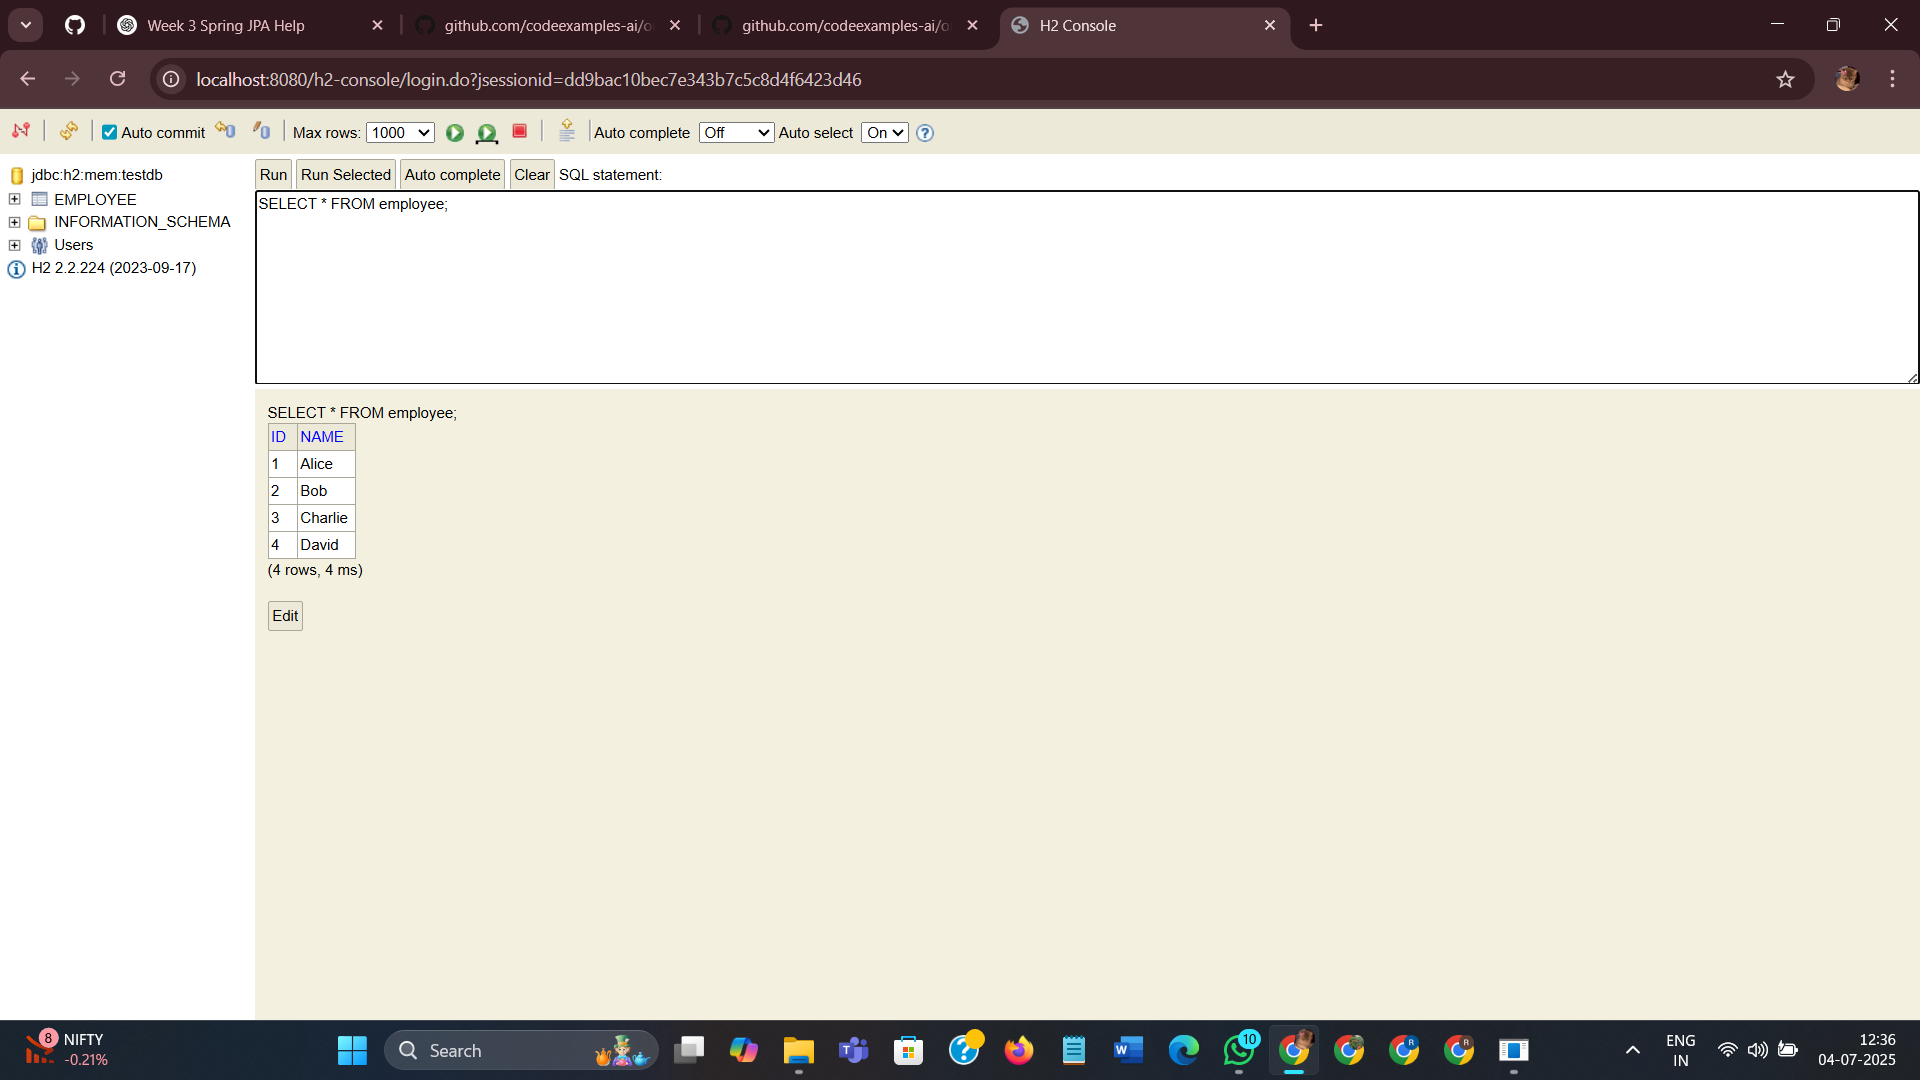 Week 3 Spring JPA Help
github.com/codeexamples-ai/o
github.com/codeexamples-ai/o
H2 Console
localhost:8080/h2-console/login.do?jsessionid=dd9bac10bec7e343b7c5c8d4f6423d46
Auto commit
Max rows: 1000
Auto complete Off
Auto select On
jdbc:h2:mem:testdb
EMPLOYEE
INFORMATION_SCHEMA
Users
H2 2.2.224 (2023-09-17)
Run Run Selected Auto complete Clear SQL statement:
SELECT * FROM employee;
SELECT * FROM employee;
ID NAME
1 Alice
2 Bob
3 Charlie
4 David
(4 rows, 4 ms)
Edit
8 NIFTY
-0.21%
Search
10
R
R
ENG
IN
12:36
04-07-2025